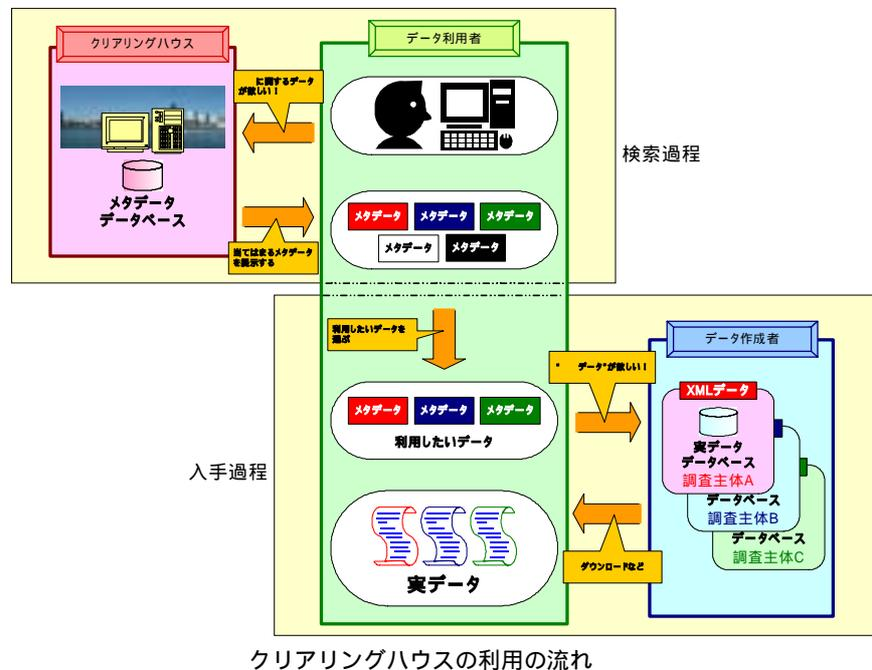 クリアリングハウス
データ利用者
に関するデータ
が欲しい！
検索過程
メタデータ
データベース
メタデータ メタデータ メタデータ
メタデータ メタデータ
当てはまるメタデータ
を提示する
利用したいデータを
選ぶ
データ作成者
" データ"が欲しい！
XMLデータ
メタデータ メタデータ メタデータ
利用したいデータ
実データ
データベース
調査主体A
入手過程
データベース
調査主体B
データベース
調査主体C
実データ
ダウンロードなど
クリアリングハウスの利用の流れ